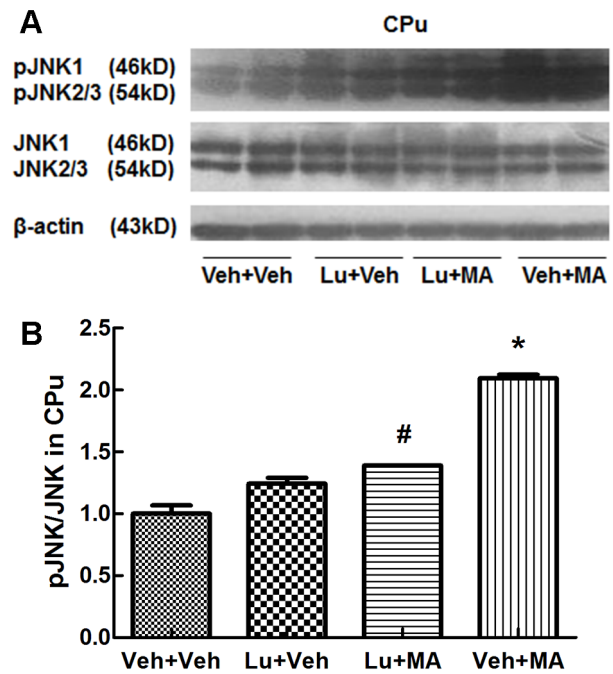 A
CPu
pJNK1 (46kD)
pJNK2/3 (54kD)
JNK1 (46kD)
JNK2/3 (54kD)
β-actin (43kD)
Veh+Veh Lu+Veh Lu+MA Veh+MA
B
pJNK/JNK in CPu
2.5
2.0
1.5
1.0
0.5
0.0
#
*
Veh+Veh Lu+Veh Lu+MA Veh+MA